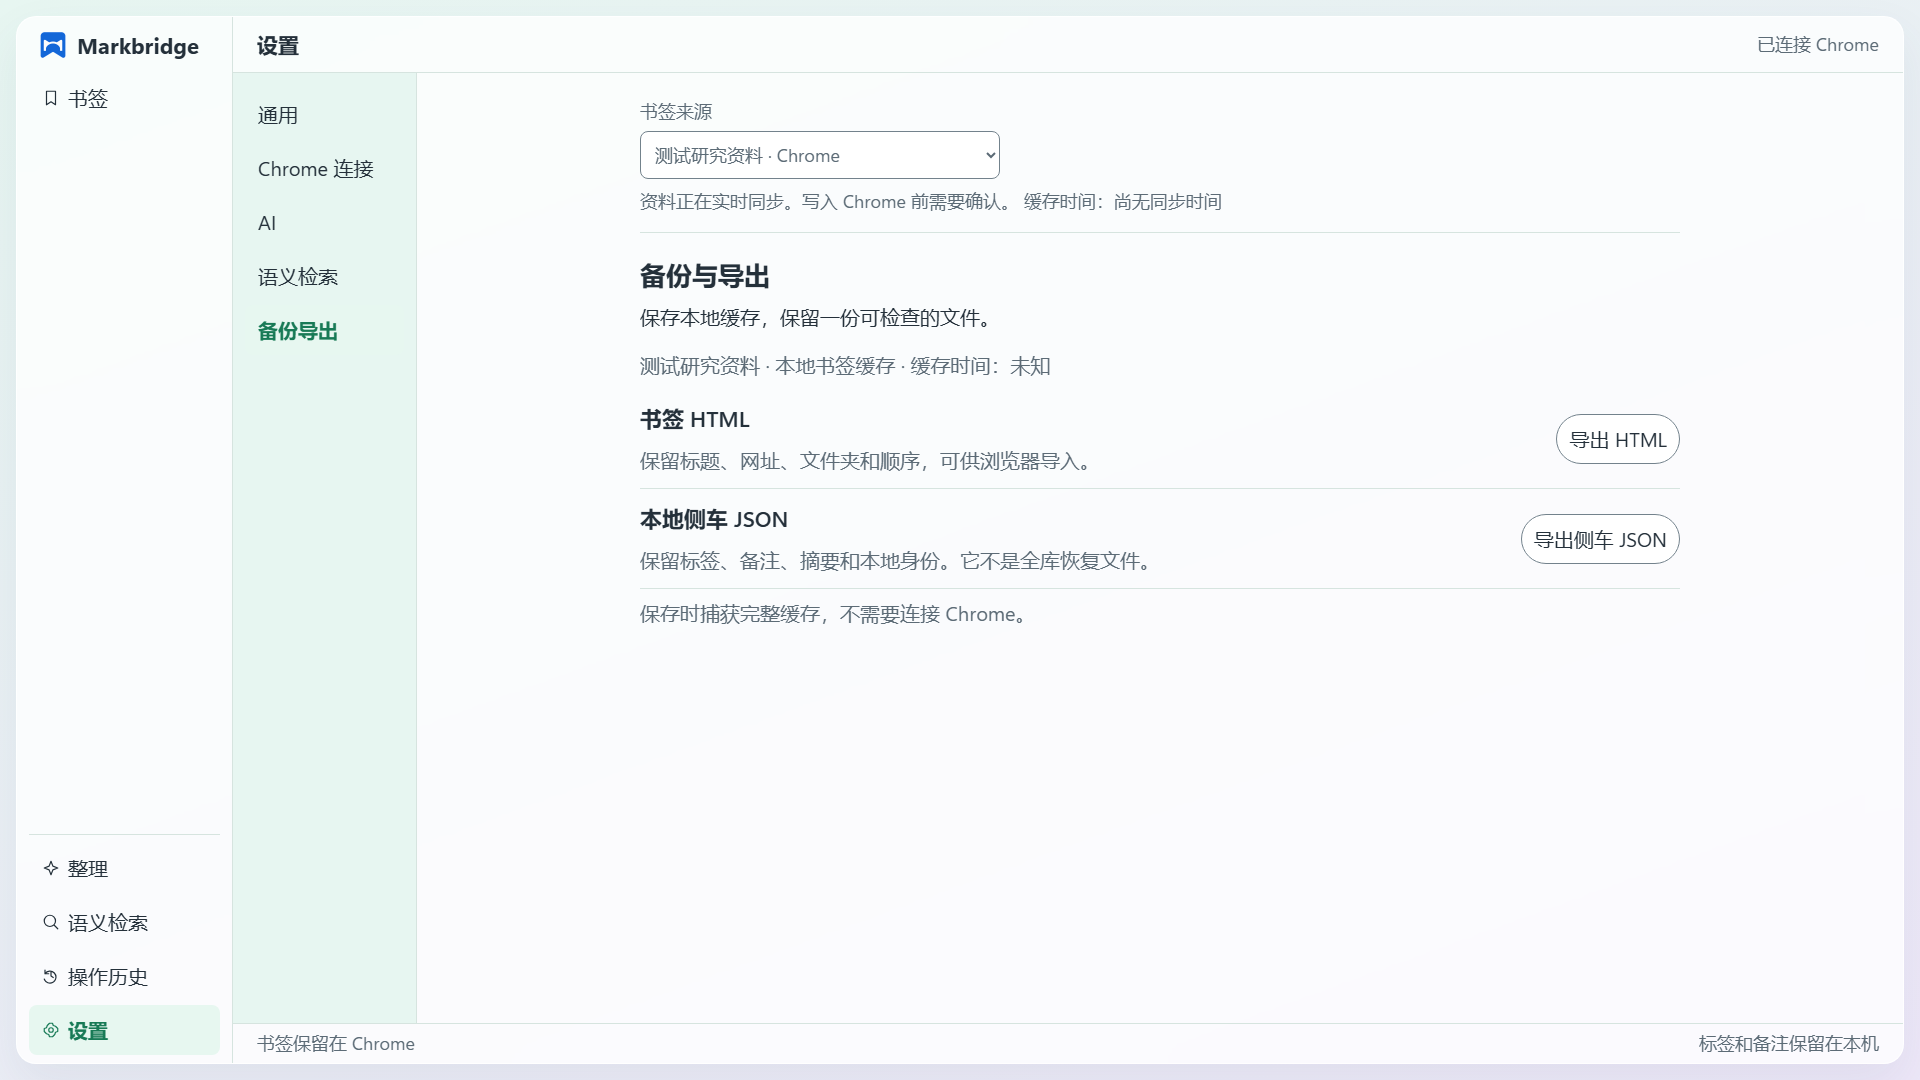 Markbridge
书签
整理
语义检索
操作历史
设置
设置
已连接 Chrome
通用
Chrome 连接
AI
语义检索
备份导出
书签来源
测试研究资料 · Chrome
资料正在实时同步。写入 Chrome 前需要确认。 缓存时间：尚无同步时间
备份与导出
保存本地缓存，保留一份可检查的文件。
测试研究资料 · 本地书签缓存 · 缓存时间：未知
书签 HTML
保留标题、网址、文件夹和顺序，可供浏览器导入。
导出 HTML
本地侧车 JSON
保留标签、备注、摘要和本地身份。它不是全库恢复文件。
导出侧车 JSON
保存时捕获完整缓存，不需要连接 Chrome。
书签保留在 Chrome
标签和备注保留在本机